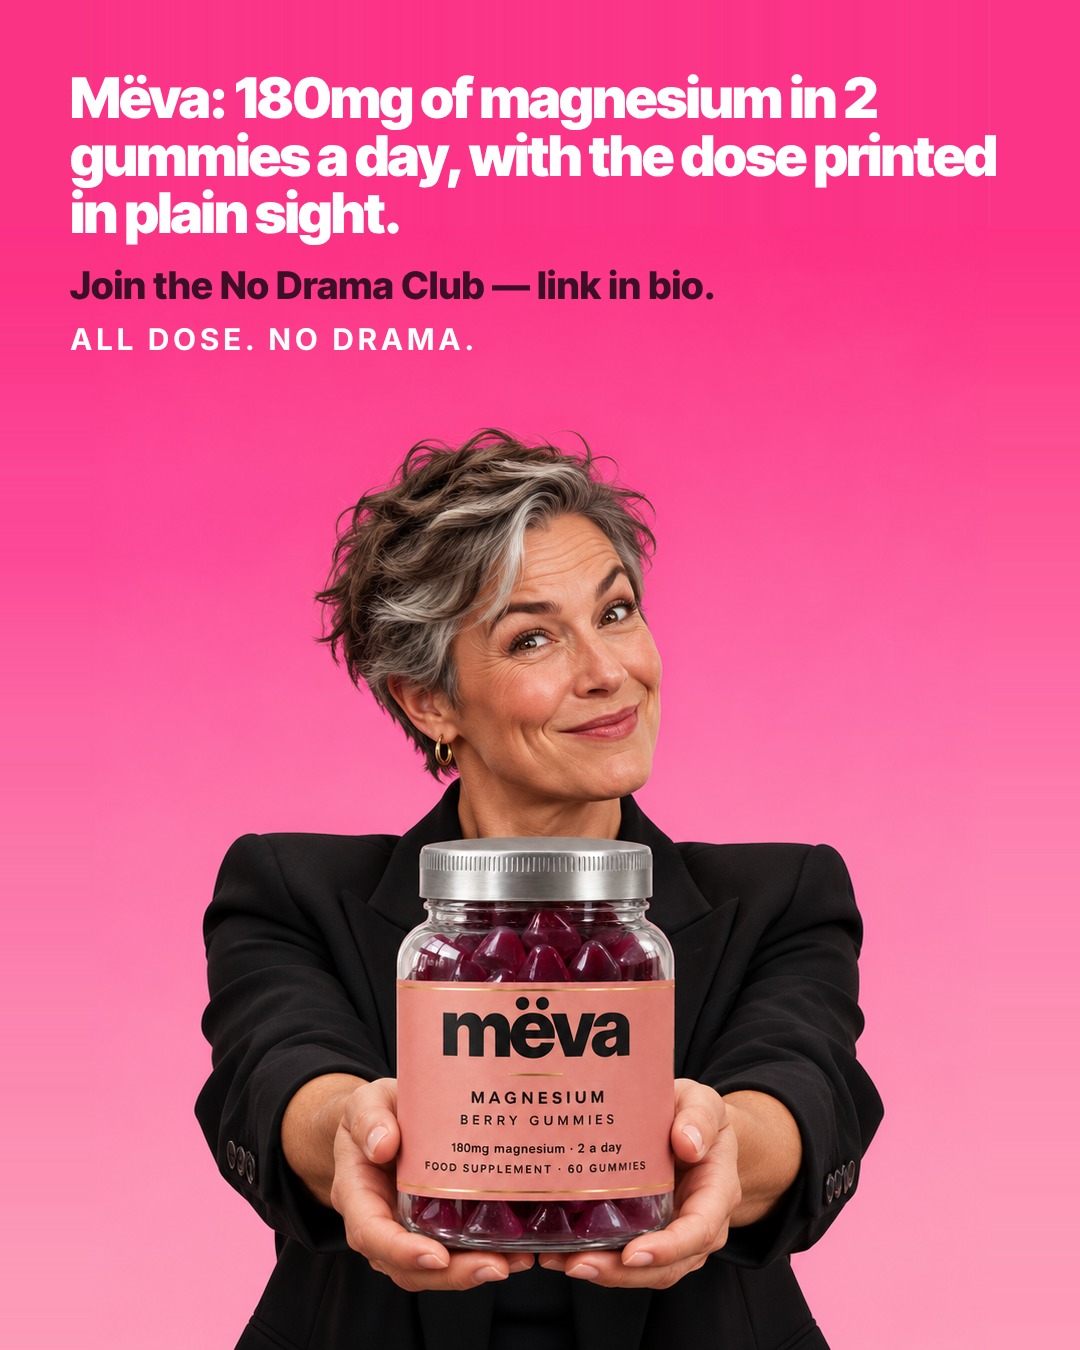 Mëva: 180mg of magnesium in 2
gummies a day, with the dose printed
in plain sight.
Join the No Drama Club — link in bio.
ALL DOSE. NO DRAMA.
mëva
MAGNESIUM
BERRY GUMMIES
180mg magnesium · 2 a day
FOOD SUPPLEMENT · 60 GUMMIES